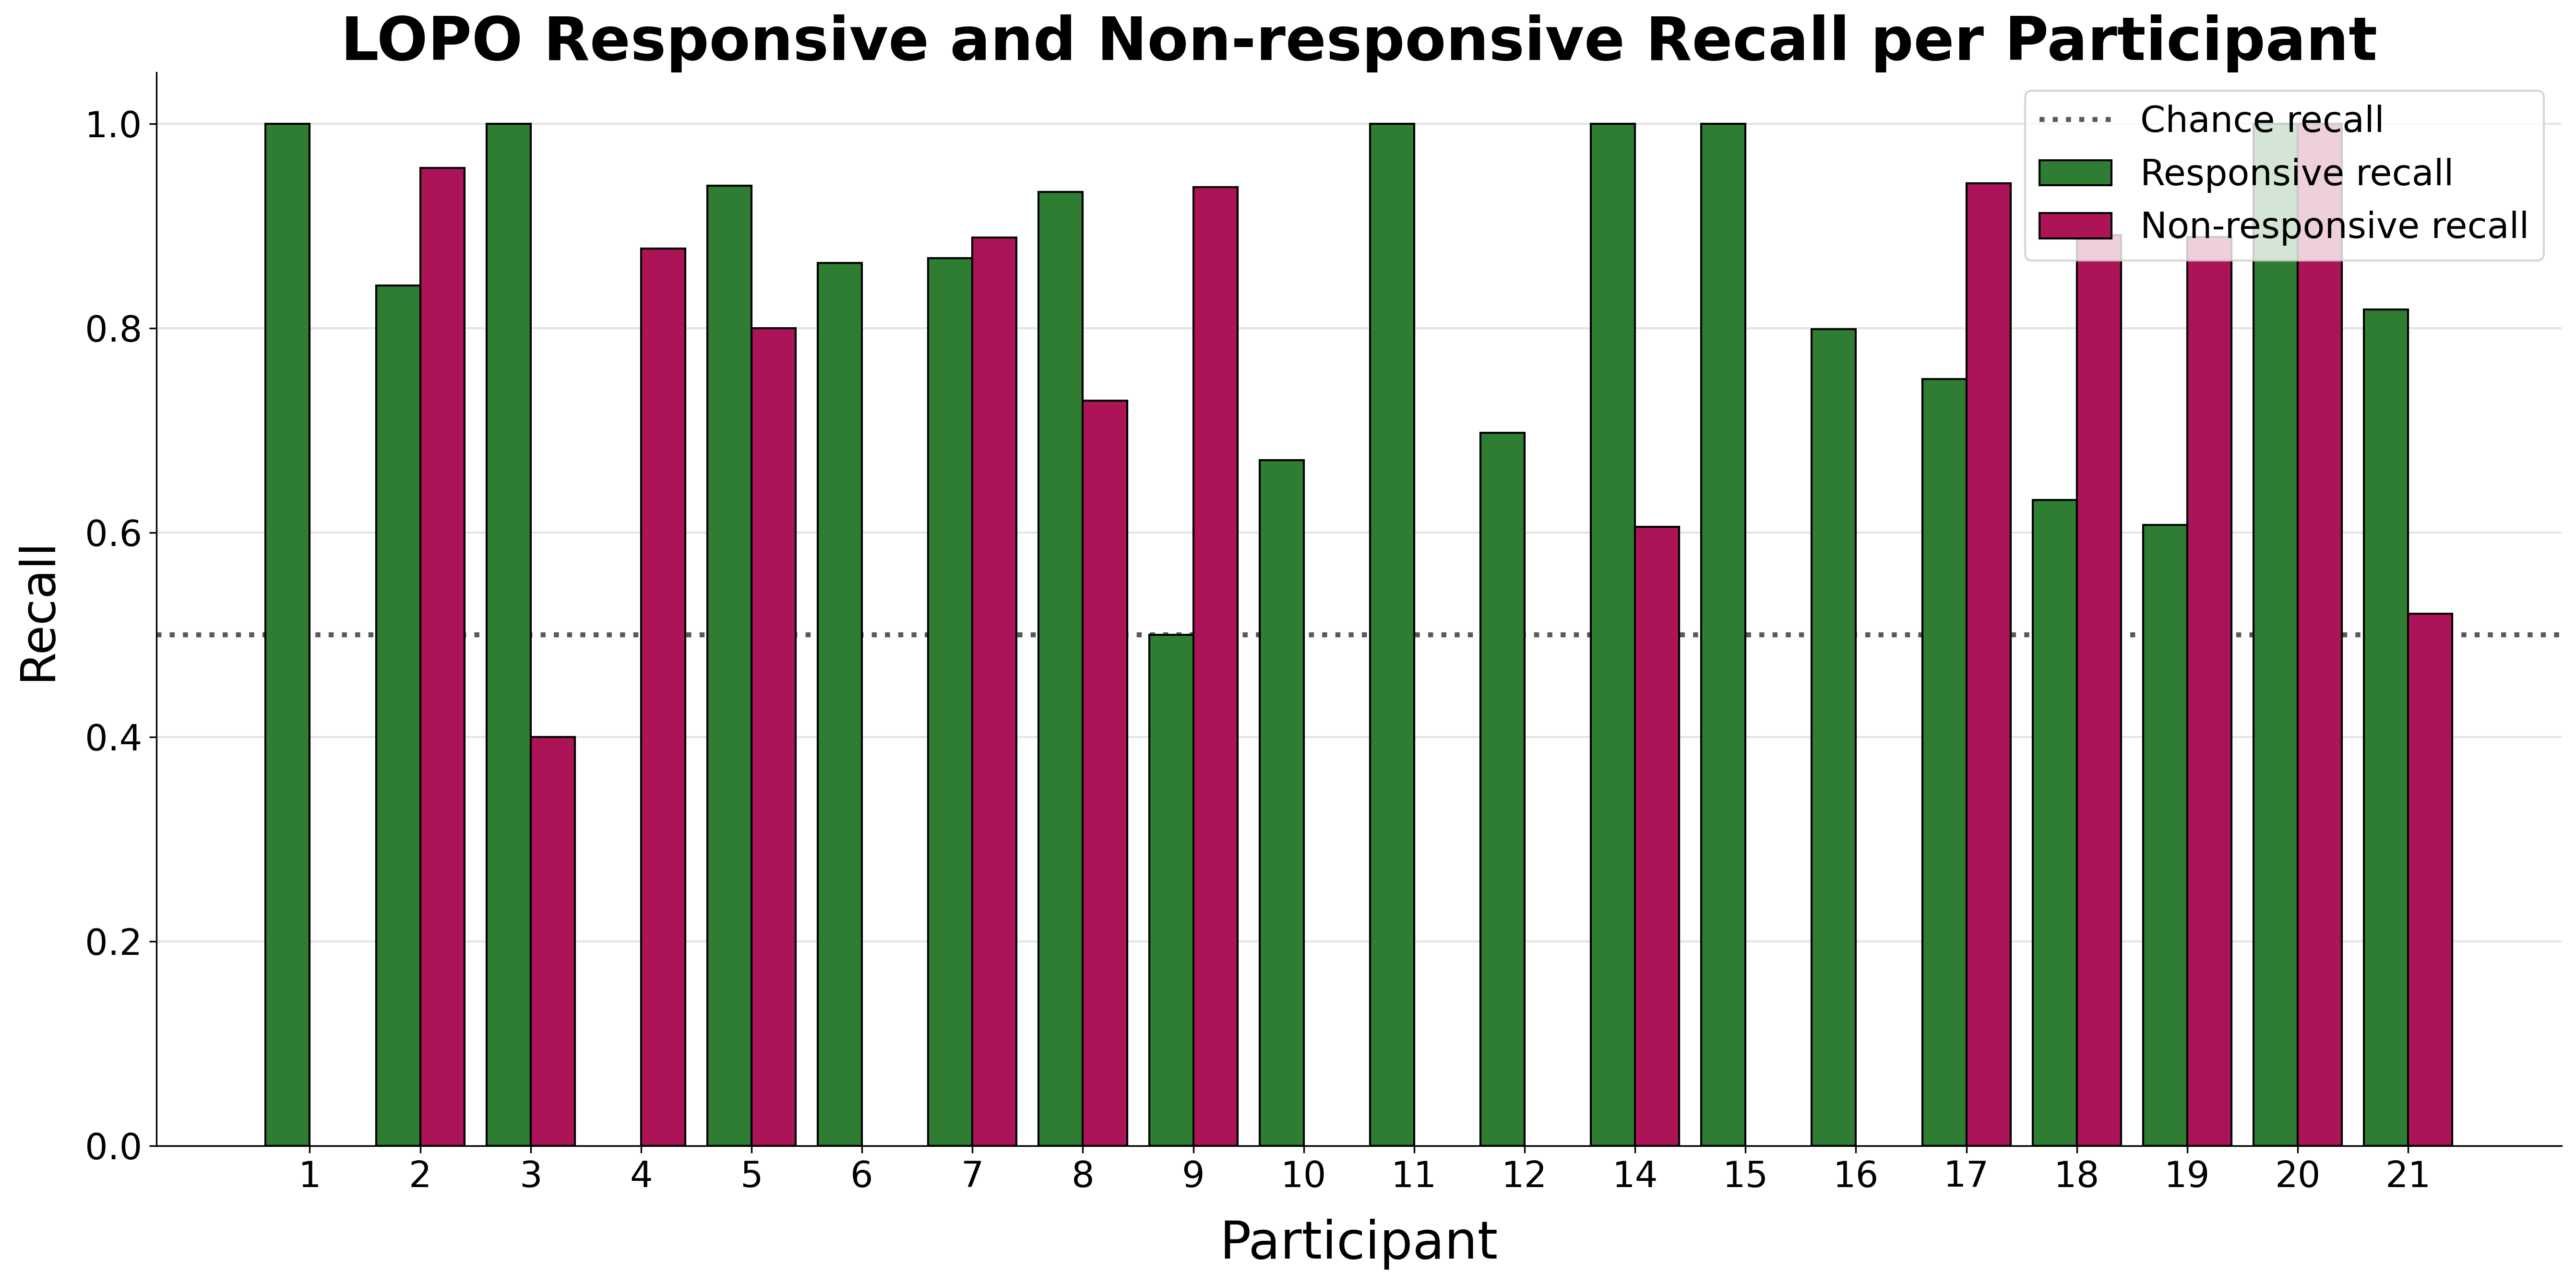 LOPO Responsive and Non-responsive Recall per Participant
Chance recall
Responsive recall
Non-responsive recall
Recall
1.0
0.8
0.6
0.4
0.2
0.0
1 2 3 4 5 6 7 8 9 10 11 12 14 15 16 17 18 19 20 21
Participant